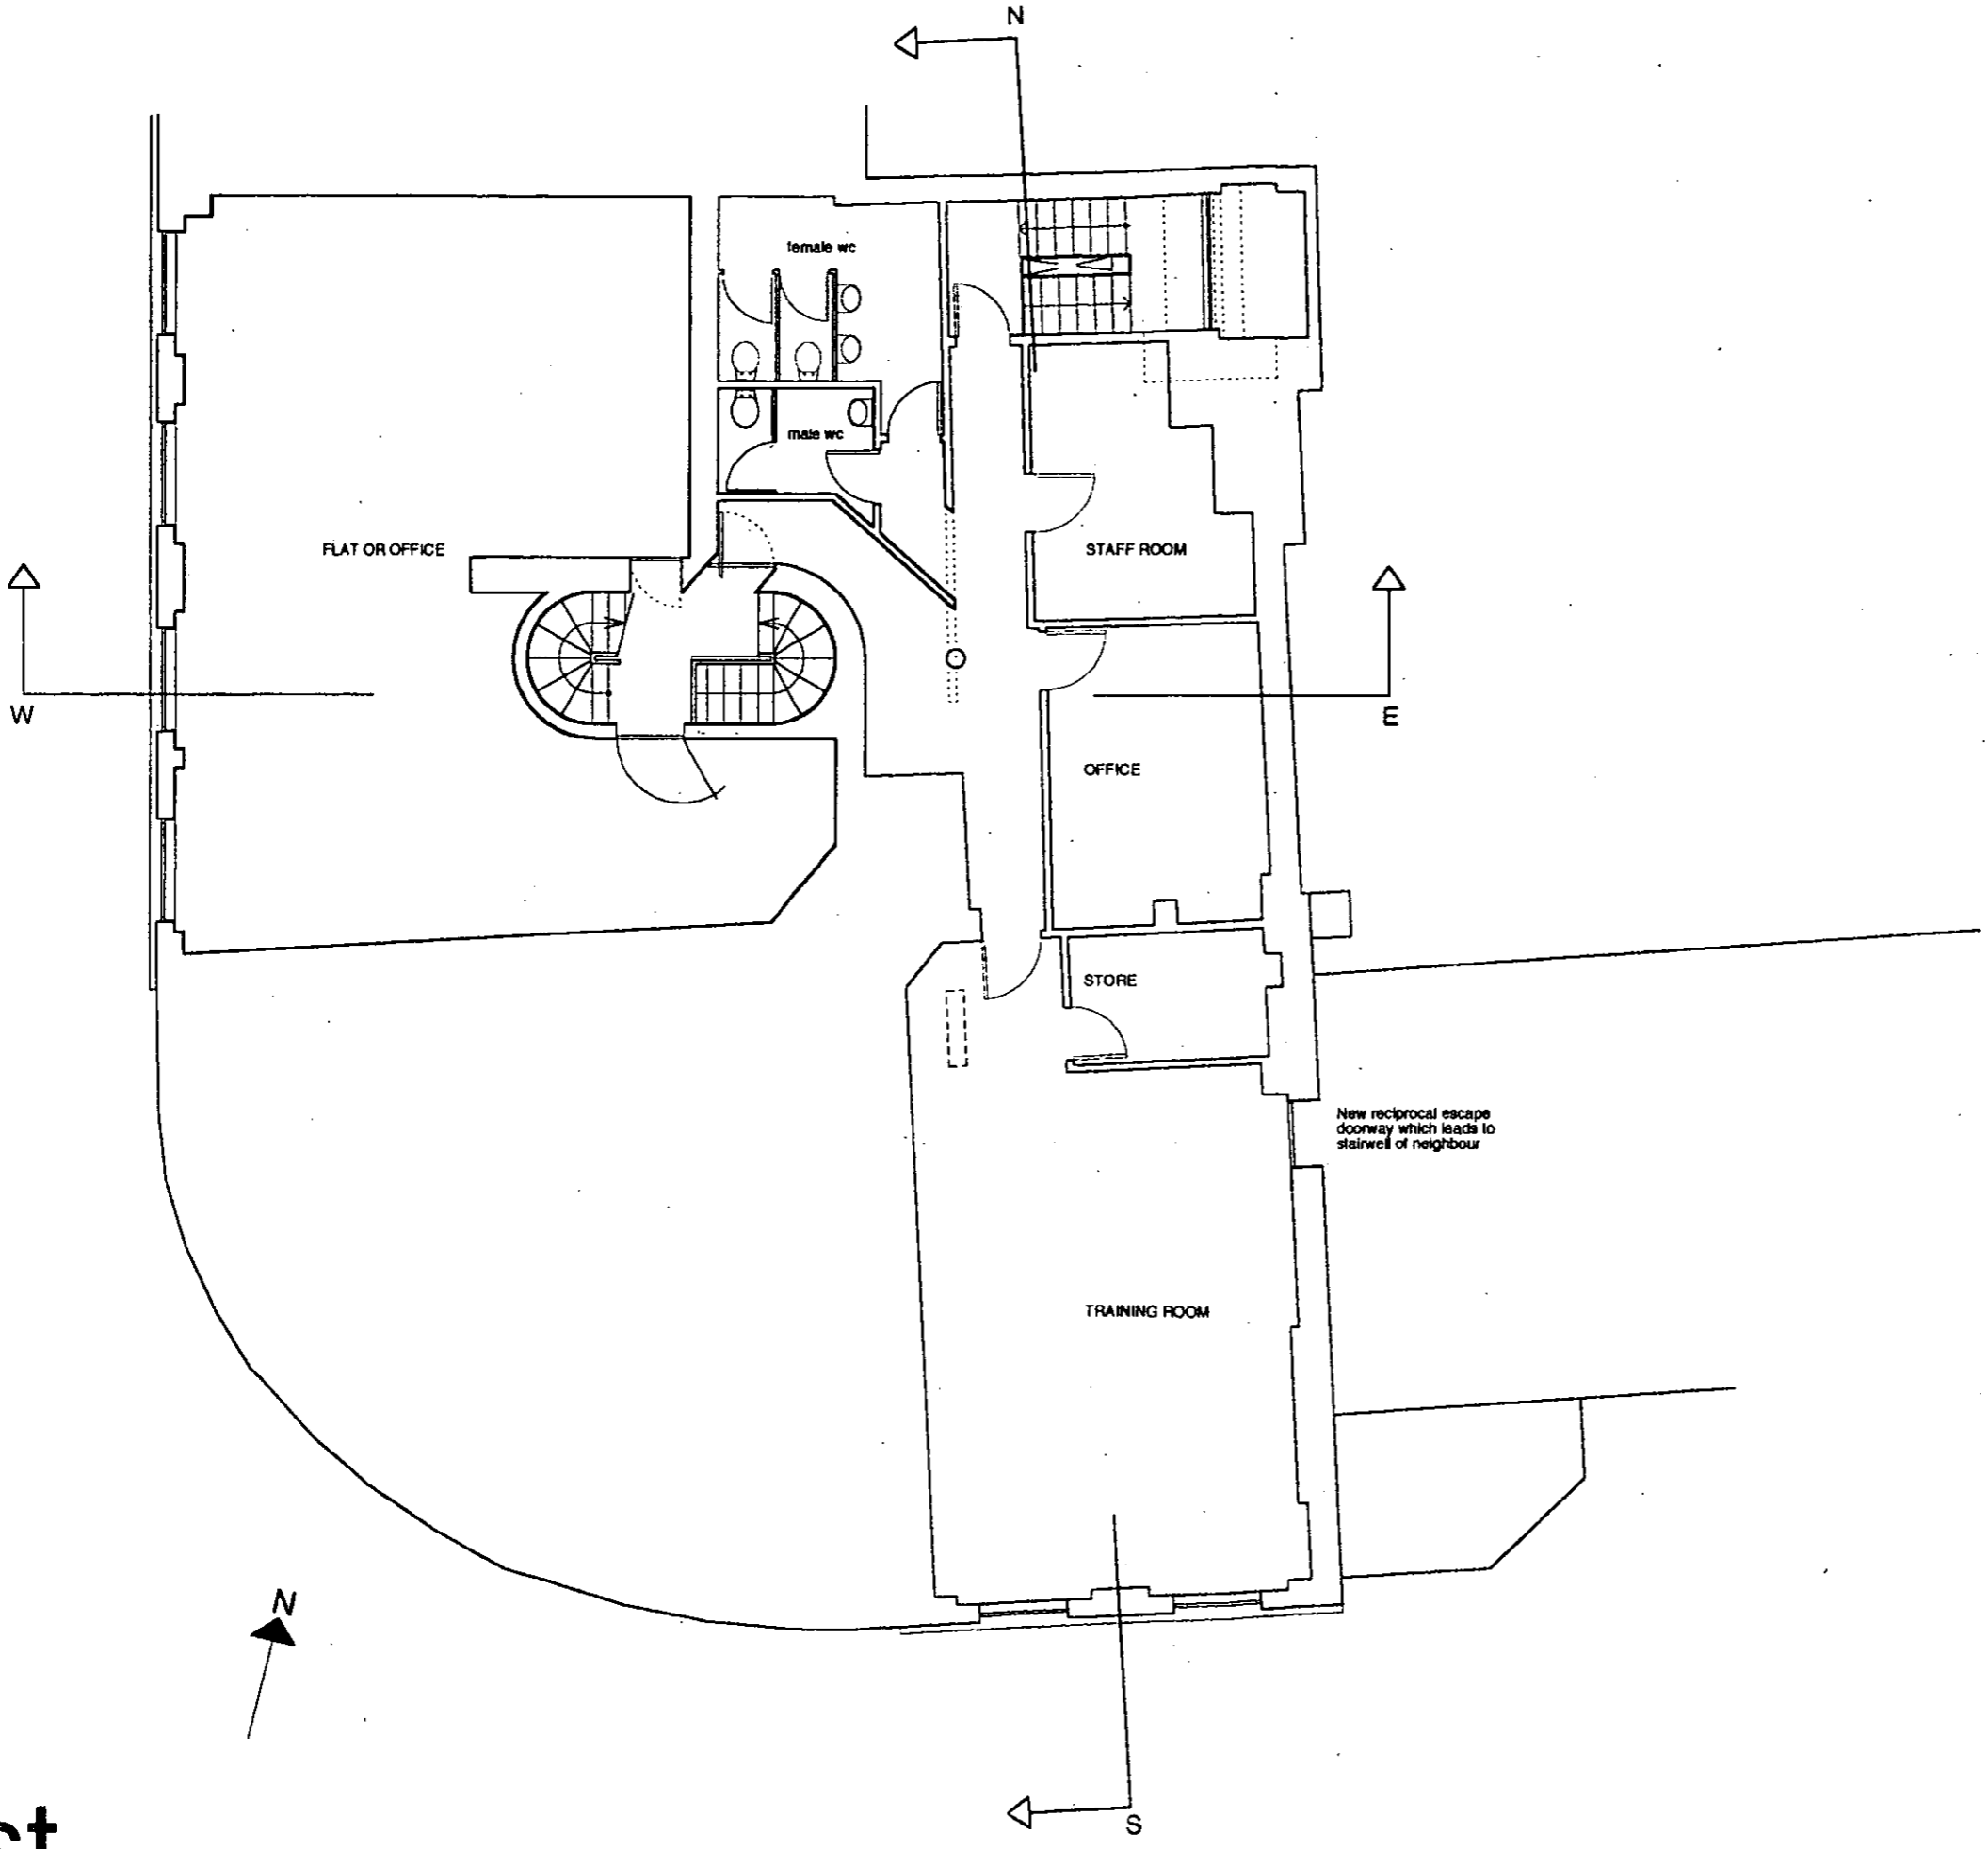 N
female wc
male wc
FLAT OR OFFICE
STAFF ROOM
W
E
OFFICE
STORE
New reciprocal escape
doorway which leads to
stairwell of neighbour
TRAINING ROOM
N
S